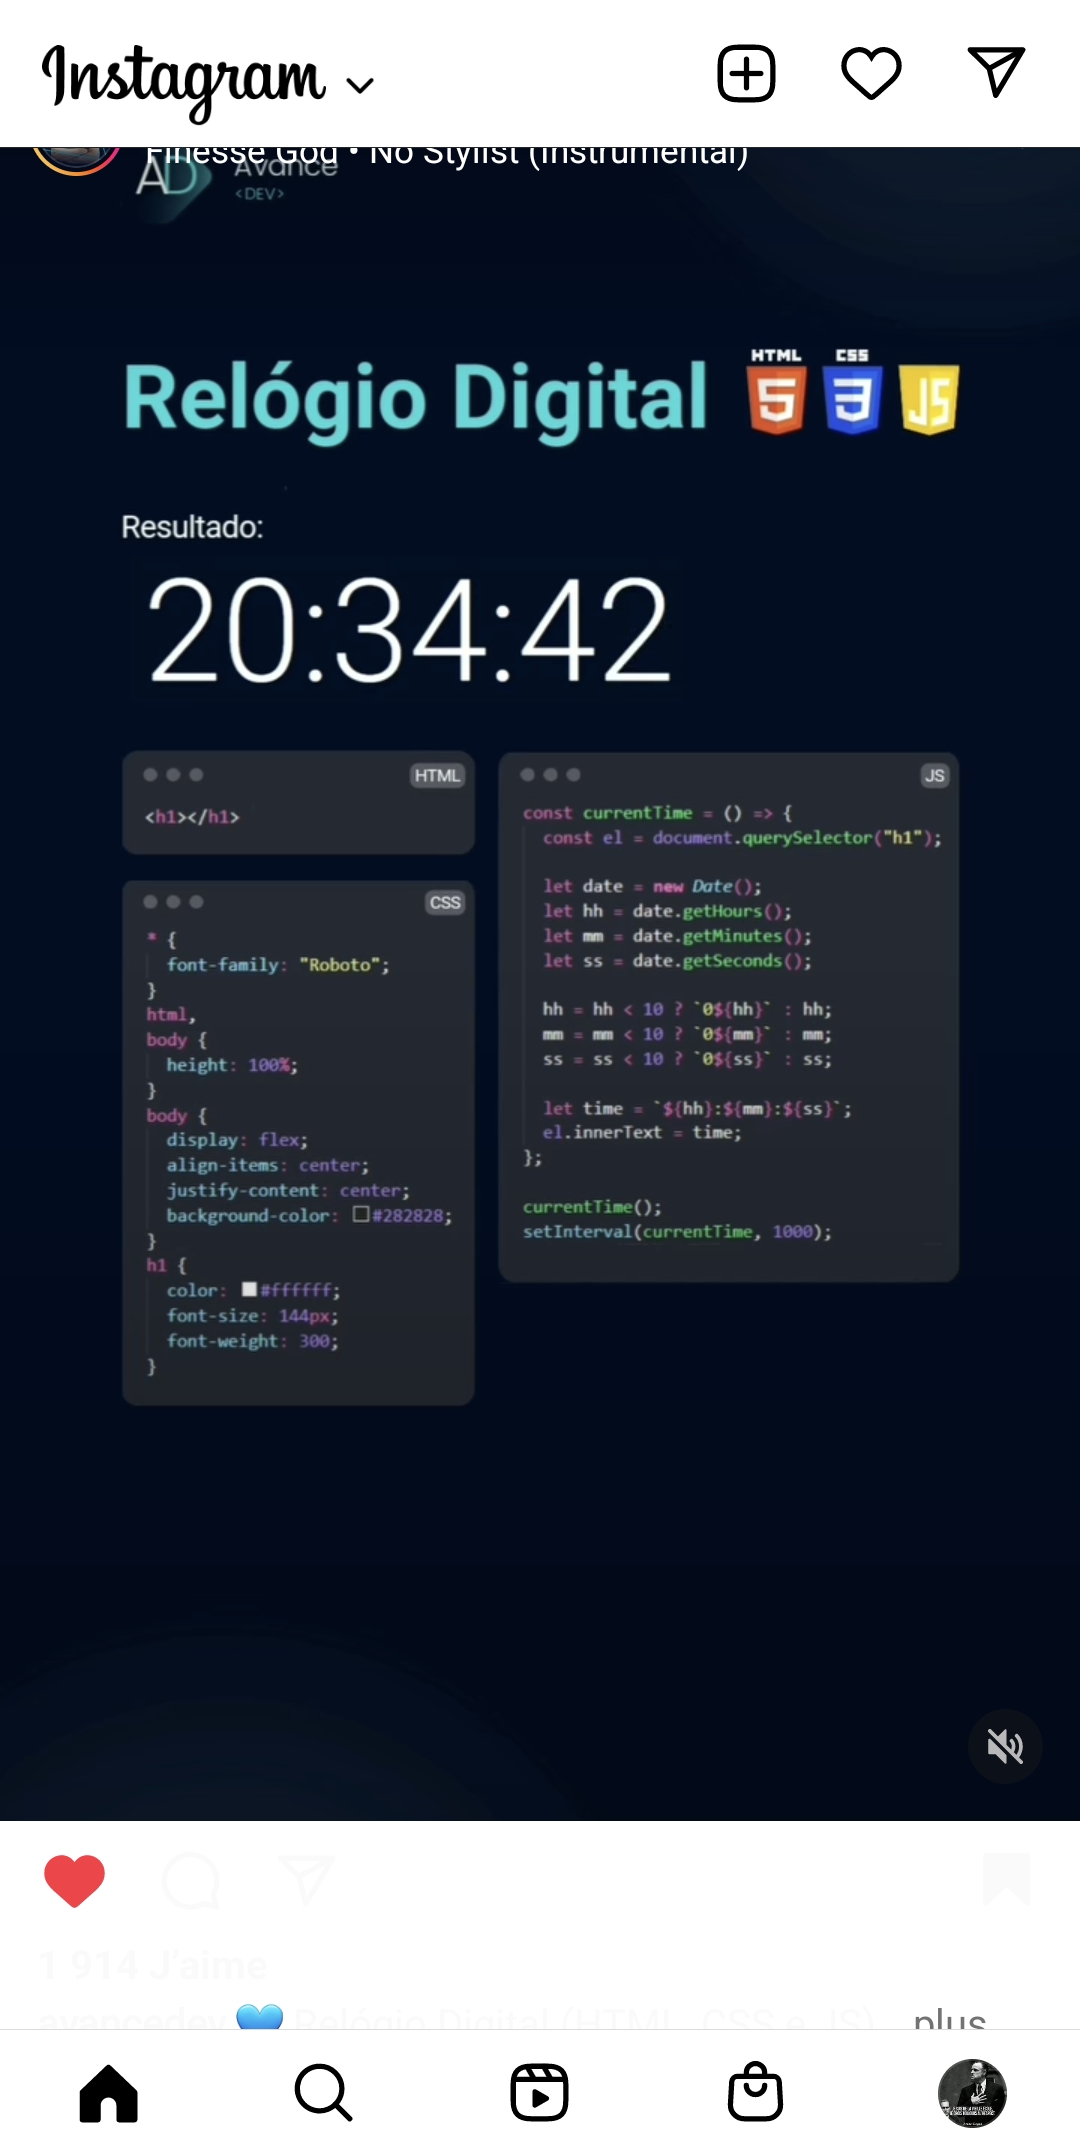 Instagram
Finesse God • No Stylist (Instrumental)
AD Avance
<DEV>
Relógio Digital HTML 5 CSS 3 JS
Resultado:
20:34:42
HTML
<h1></h1>
CSS
* {
font-family: "Roboto";
}
html,
body {
height: 100%;
}
body {
display: flex;
align-items: center;
justify-content: center;
background-color: #282828;
}
h1 {
color: #ffffff;
font-size: 144px;
font-weight: 300;
}
JS
const currentTime = () => {
const el = document.querySelector("h1");
let date = new Date();
let hh = date.getHours();
let mm = date.getMinutes();
let ss = date.getSeconds();
hh = hh < 10 ? `0${hh}` : hh;
mm = mm < 10 ? `0${mm}` : mm;
ss = ss < 10 ? `0${ss}` : ss;
let time = `${hh}:${mm}:${ss}`;
el.innerText = time;
};
currentTime();
setInterval(currentTime, 1000);
1 914 J'aime
avancedev 💙 Relógio Digital (HTML, CSS e JS)... plus